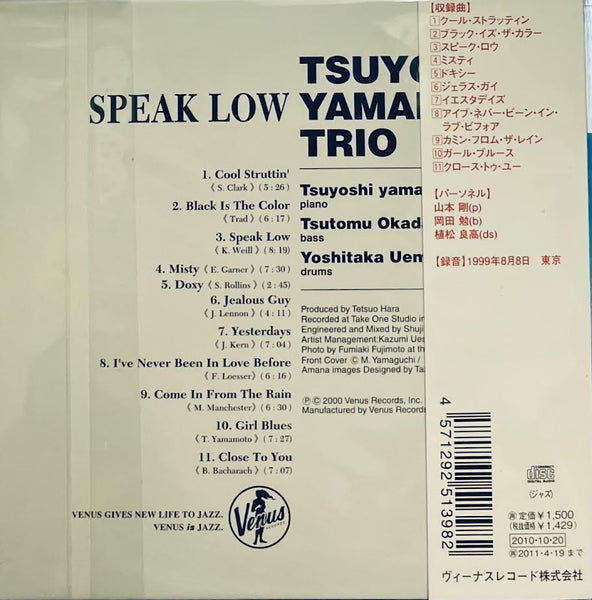 SPEAK LOW
TSUYO
YAMA
TRIO
1. Cool Struttin'
《 S. Clark 》 ( 5 : 26 )
2. Black Is The Color
《 Trad 》 ( 6 : 17 )
3. Speak Low
《 K. Weill 》 ( 8 : 19 )
4. Misty 《 E. Garner 》 ( 7 : 30 )
5. Doxy 《 S. Rollins 》 ( 2 : 45 )
6. Jealous Guy
《 J. Lennon 》 ( 4 : 11 )
7. Yesterdays
《 J. Kern 》 ( 7 : 04 )
8. I've Never Been In Love Before
《 F. Loesser 》 ( 6 : 16 )
9. Come In From The Rain
《 M. Manchester 》 ( 6 : 30 )
10. Girl Blues
《 T. Yamamoto 》 ( 7 : 27 )
11. Close To You
《 B. Bacharach 》 ( 7 : 07 )
VENUS GIVES NEW LIFE TO JAZZ.
VENUS is JAZZ.
Venus
RECORDS
Tsuyoshi yama
piano
Tsutomu Okada
bass
Yoshitaka Uem
drums
Produced by Tetsuo Hara
Recorded at Take One Studio in
Engineered and Mixed by Shuji
Artist Management:Kazumi Ues
Photo by Fumiaki Fujimoto at the
Front Cover © M. Yamaguchi /
Amana images Designed by Ta
Ⓟ © 2000 Venus Records, Inc.
Manufactured by Venus Record
【収録曲】
1 クール・ストラッティン
2 ブラック・イズ・ザ・カラー
3 スピーク・ロウ
4 ミスティ
5 ドキシー
6 ジェラス・ガイ
7 イエスタデイズ
8 アイブ・ネバー・ビーン・イン・
ラブ・ビフォア
9 カミン・フロム・ザ・レイン
10 ガール・ブルース
11 クロース・トゥ・ユー
【パーソネル】
山本 剛(p)
岡田 勉(b)
植松 良高(ds)
【録音】1999年8月8日 東京
4571292513982
COMPACT
disc
DIGITAL AUDIO
(ジャズ)
再 定価 ¥1,500
(税抜価格) ¥1,429
2010・10・20
再 2011・4・19まで
ヴィーナスレコード株式会社